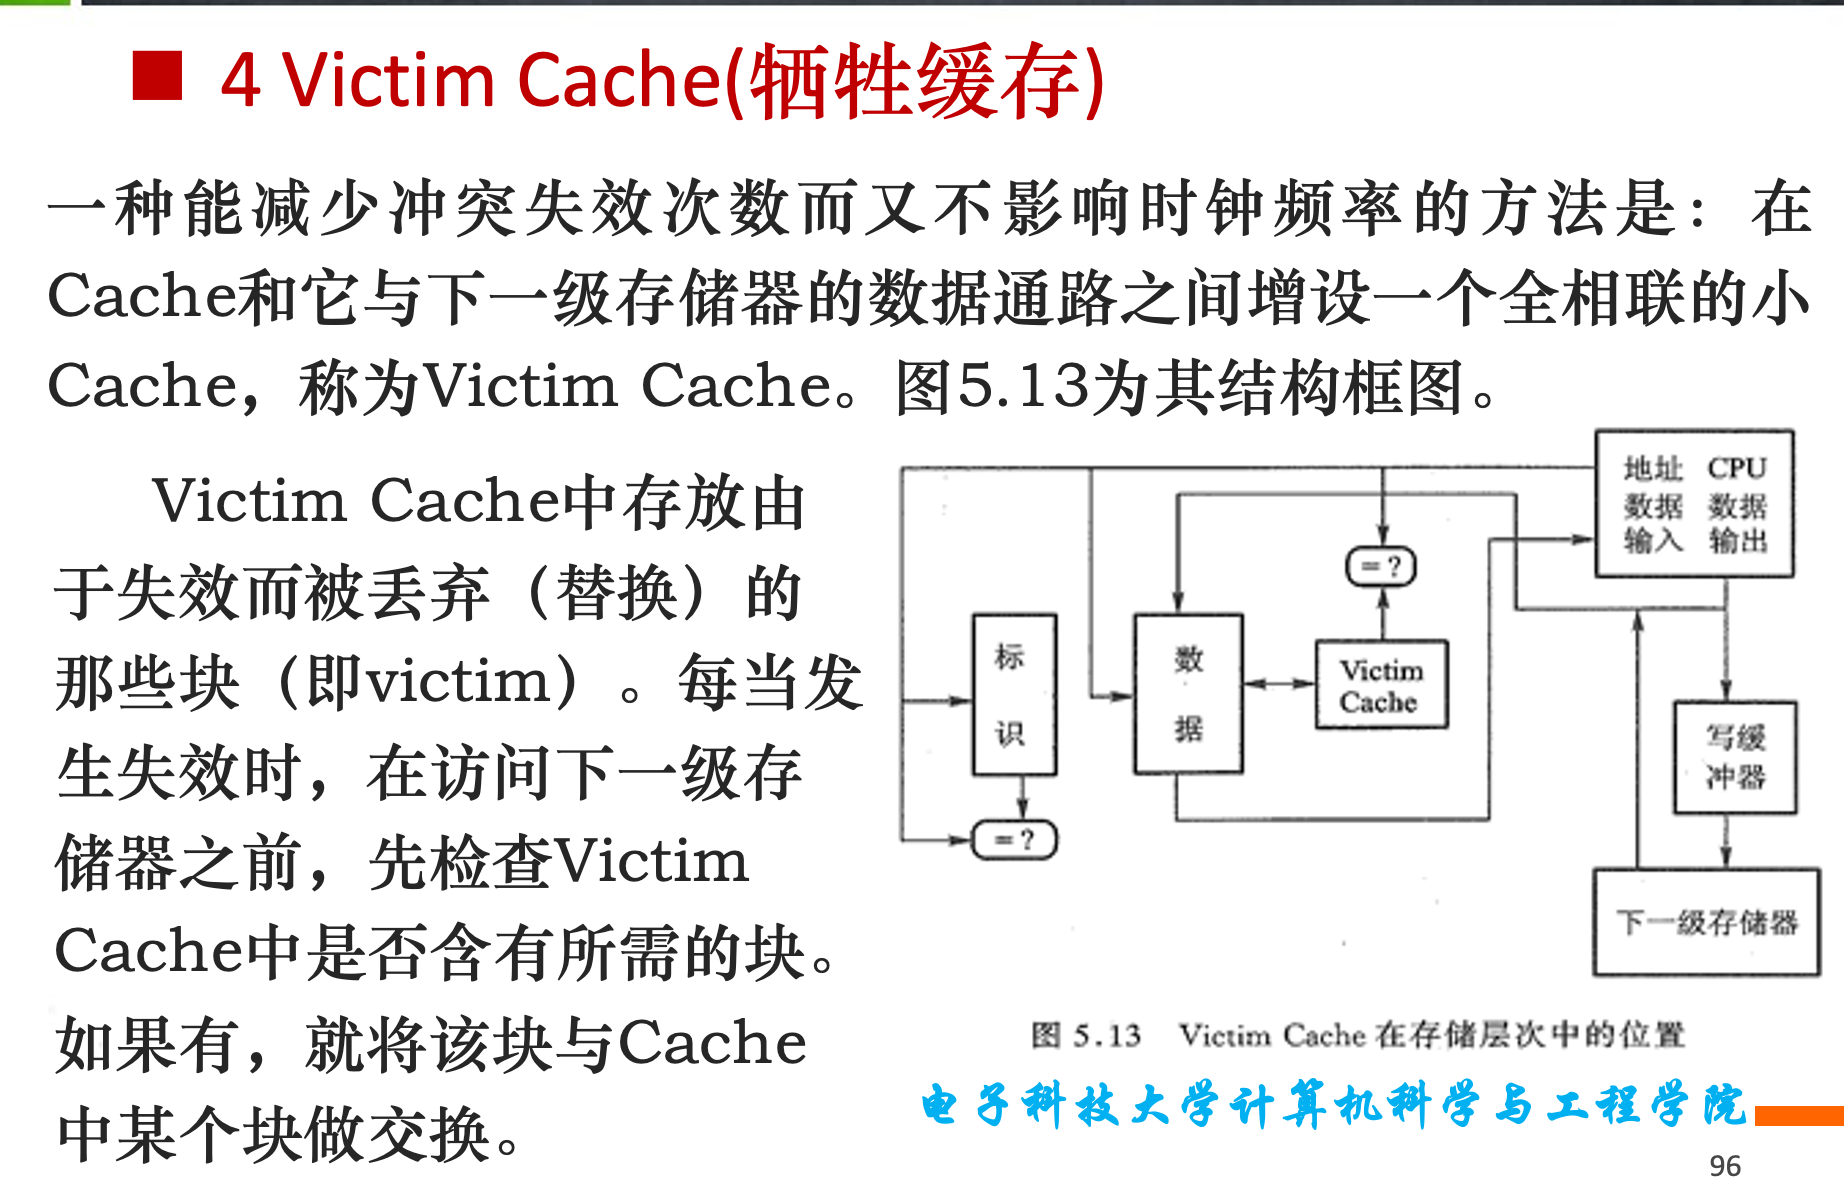 4 Victim Cache(牺牲缓存)
一种能减少冲突失效次数而又不影响时钟频率的方法是：在
Cache和它与下一级存储器的数据通路之间增设一个全相联的小
Cache，称为Victim Cache。图5.13为其结构框图。
Victim Cache中存放由
于失效而被丢弃（替换）的
那些块（即victim）。每当发
生失效时，在访问下一级存
储器之前，先检查Victim
Cache中是否含有所需的块。
如果有，就将该块与Cache
中某个块做交换。
地址 CPU
数据 数据
输入 输出
= ?
标
识
数
据
Victim
Cache
写缓
冲器
= ?
下一级存储器
图 5.13 Victim Cache 在存储层次中的位置
电子科技大学计算机科学与工程学院
96